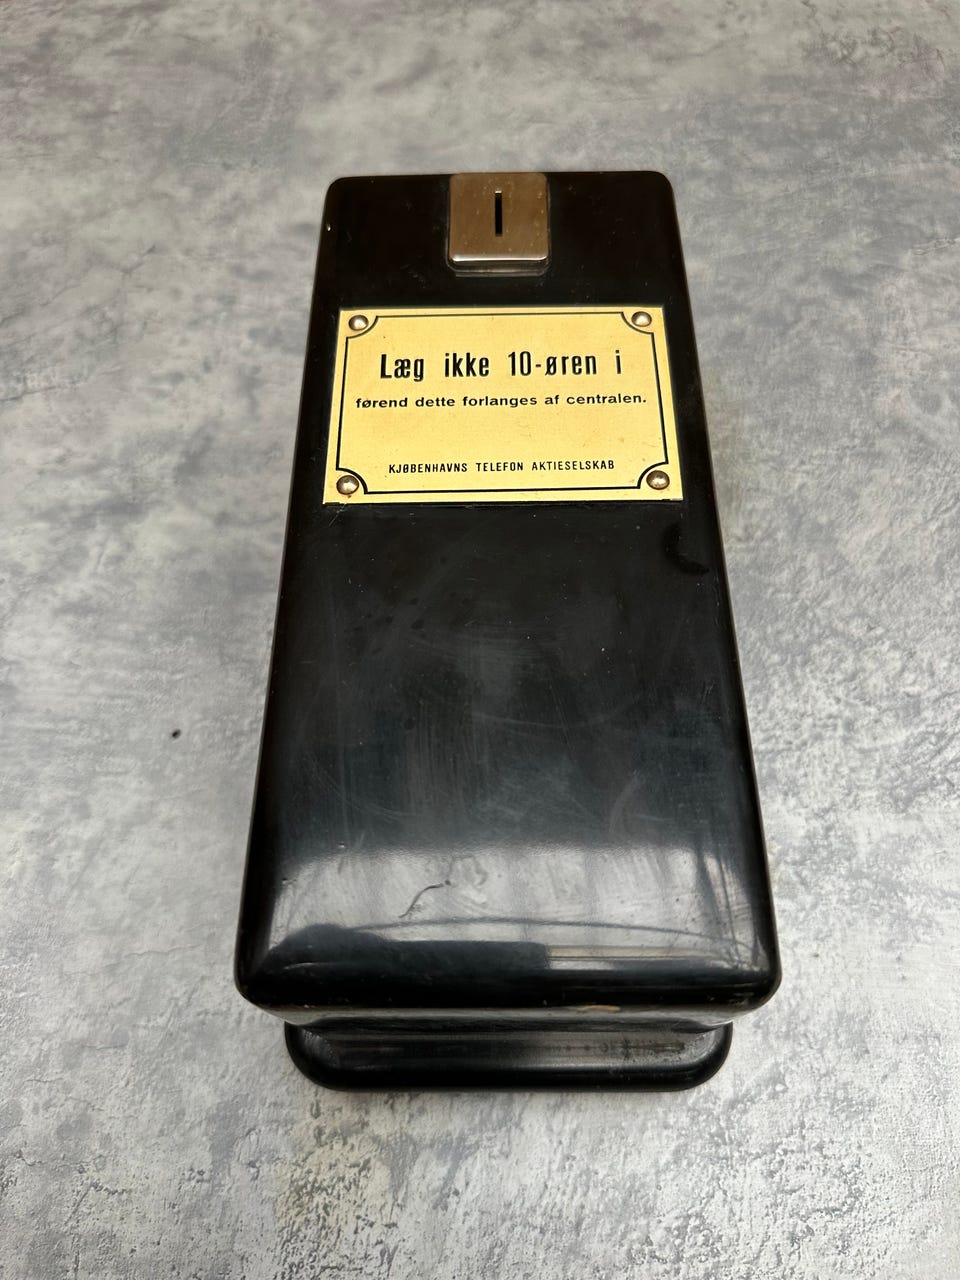 Læg ikke 10-øren i
førend dette forlanges af centralen.
KJØBENHAVNS TELEFON AKTIESELSKAB